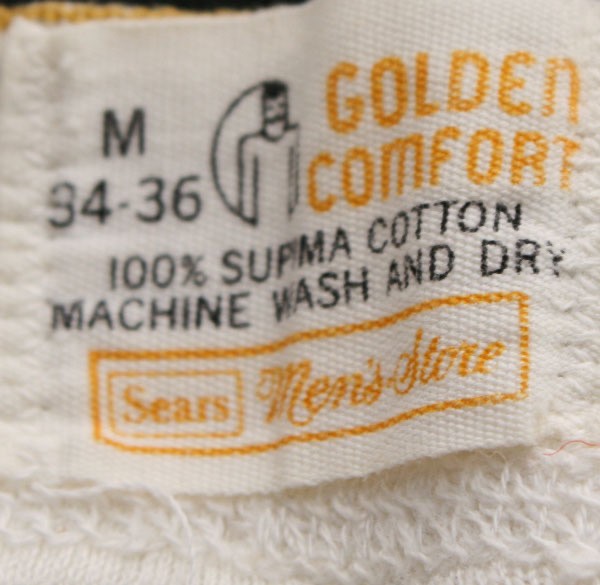 M
34-36
GOLDEN
COMFORT
100% SUPIMA COTTON
MACHINE WASH AND DRY
Sears Men's Store